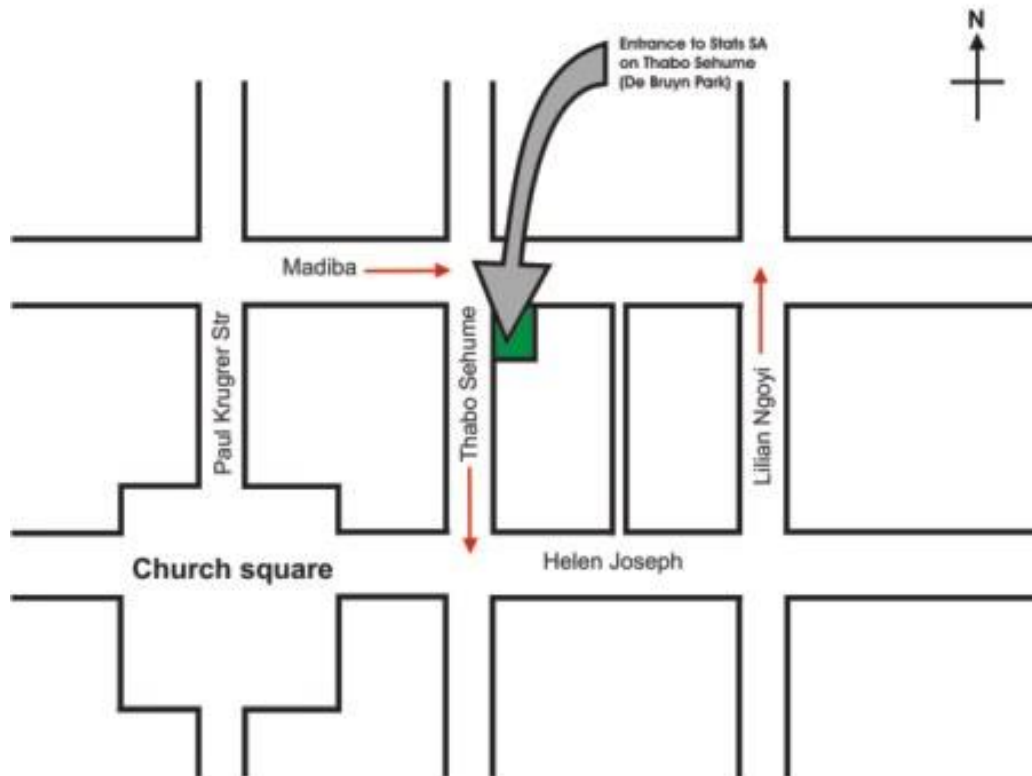 N
Entrance to Stats SA
on Thabo Sehume
(De Bruyn Park)
Madiba
Paul Krugrer Str
Thabo Sehume
Lilian Ngoyi
Helen Joseph
Church square